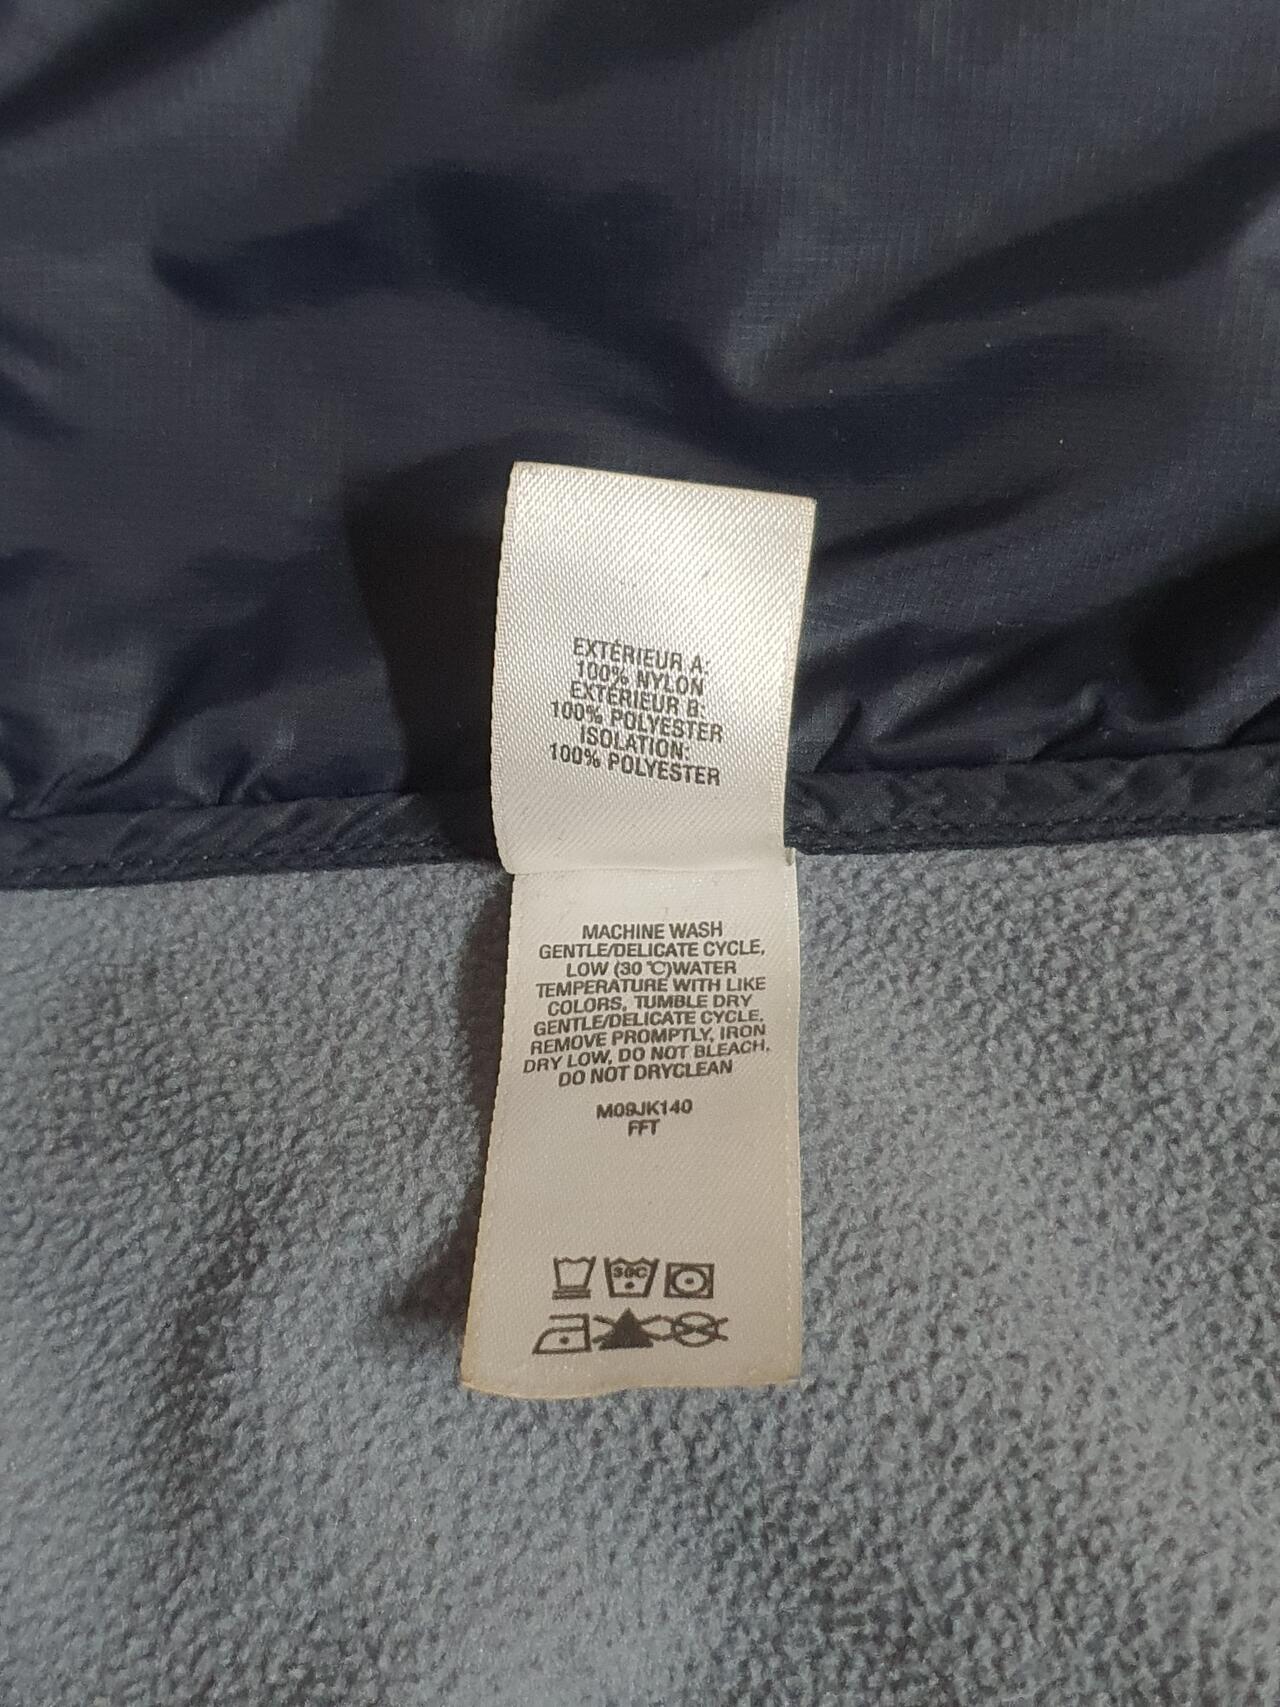 EXTÉRIEUR A:
100% NYLON
EXTÉRIEUR B:
100% POLYESTER
ISOLATION:
100% POLYESTER
MACHINE WASH
GENTLE/DELICATE CYCLE,
LOW (30 °C)WATER
TEMPERATURE WITH LIKE
COLORS, TUMBLE DRY
GENTLE/DELICATE CYCLE,
REMOVE PROMPTLY, IRON
DRY LOW, DO NOT BLEACH,
DO NOT DRYCLEAN
M09JK140
FFT
30C